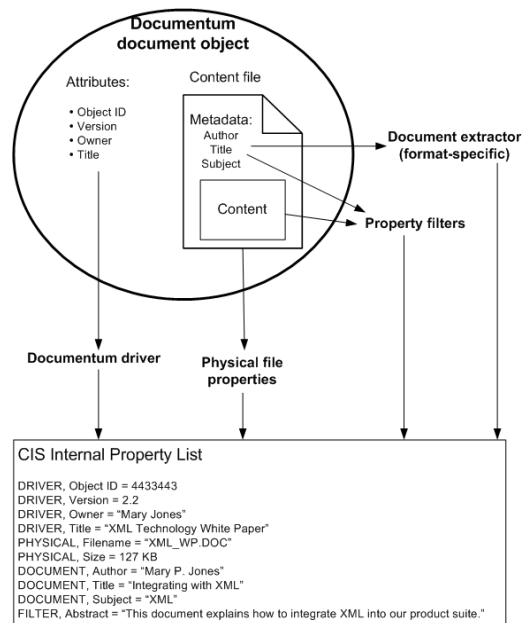 Documentum
document object
Attributes:
• Object ID
• Version
• Owner
• Title
Content file
Metadata:
Author
Title
Subject
Content
Document extractor
(format-specific)
Property filters
Documentum driver
Physical file
properties
CIS Internal Property List
DRIVER, Object ID = 4433443
DRIVER, Version = 2.2
DRIVER, Owner = “Mary Jones”
DRIVER, Title = “XML Technology White Paper”
PHYSICAL, Filename = “XML_WP.DOC”
PHYSICAL, Size = 127 KB
DOCUMENT, Author = “Mary P. Jones”
DOCUMENT, Title = “Integrating with XML”
DOCUMENT, Subject = “XML”
FILTER, Abstract = “This document explains how to integrate XML into our product suite.”